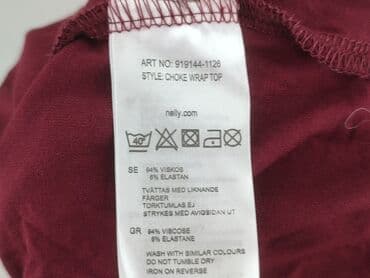 ART NO: 919144-1126
STYLE: CHOKE WRAP TOP
nelly.com
40°
SE 94% VISKOS
6% ELASTAN
TVÄTTAS MED LIKNANDE
FÄRGER
TORKTUMLAS EJ
STRYKES MED AVIGSIDAN UT
GR 94% VISCOSE
6% ELASTANE
WASH WITH SIMILAR COLOURS
DO NOT TUMBLE DRY
IRON ON REVERSE